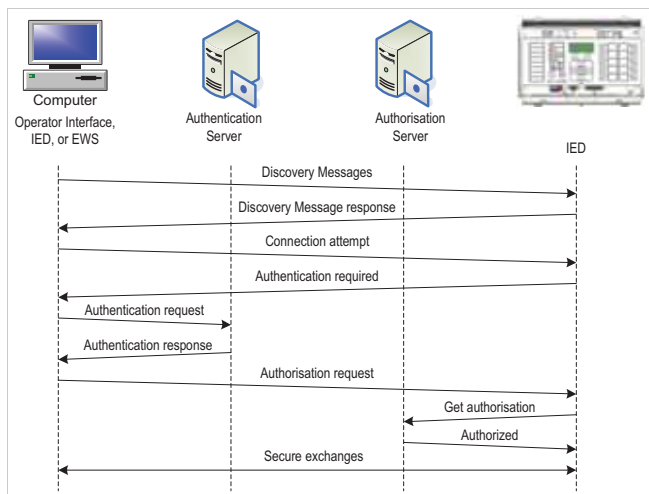 Computer
Operator Interface,
IED, or EWS
Authentication
Server
Authorisation
Server
IED
Discovery Messages
Discovery Message response
Connection attempt
Authentication required
Authentication request
Authentication response
Authorisation request
Get authorisation
Authorized
Secure exchanges